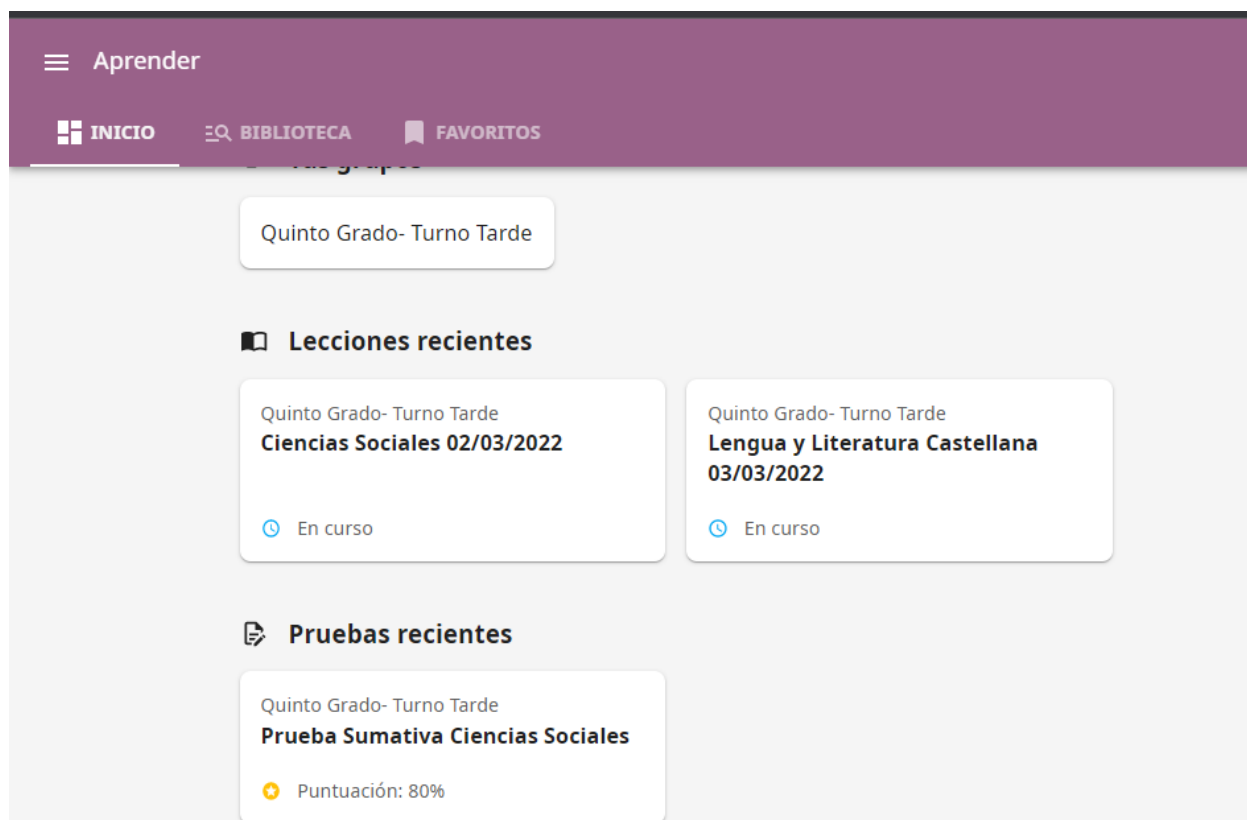 Aprender
INICIO BIBLIOTECA FAVORITOS
Quinto Grado- Turno Tarde
Lecciones recientes
Quinto Grado- Turno Tarde
Ciencias Sociales 02/03/2022
En curso
Quinto Grado- Turno Tarde
Lengua y Literatura Castellana
03/03/2022
En curso
Pruebas recientes
Quinto Grado- Turno Tarde
Prueba Sumativa Ciencias Sociales
Puntuación: 80%